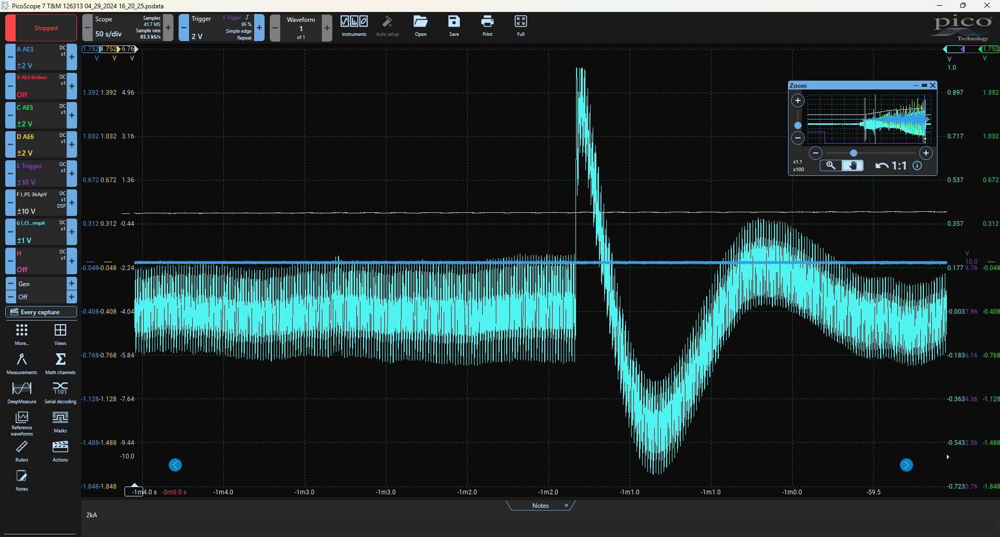 PicoScope 7 T&M 126313 04_29_2024 16_20_25.psdata
Stopped
Scope
50 s/div
Samples
41.7 MS
Sample rate
83.3 kS/s
Trigger
2 V
E Trigger
95 %
Simple edge
Repeat
Waveform
1
of 1
Instruments
Auto setup
Open
Save
Print
Full
pico
Technology
A AE3
DC
x1
±2 V
B AE4 Broken
DC
x1
Off
C AE5
DC
x1
±2 V
D AE6
DC
x1
±2 V
E Trigger
DC
x1
±10 V
F I_PS 3kApV
DC
x1
DSP
±10 V
G I_Cl...mvpA
DC
x1
±1 V
H
DC
x1
Off
Gen
Off
Every capture
More...
Views
Measurements
Math channels
DeepMeasure
1101
Serial decoding
Reference
waveforms
Masks
Rulers
Actions
Notes
1.752 1.752 6.76
V V V
1.392 1.392 4.96
1.032 1.032 3.16
0.672 0.672 1.36
0.312 0.312 -0.44
-0.048 -0.048 -2.24
-0.408 -0.408 -4.04
-0.768 -0.768 -5.84
-1.128 -1.128 -7.64
-1.488 -1.488 -9.44
-10.0
-1.848 -1.848
1.752
V V
1.0
0.897 1.392
0.717 1.032
0.537 0.672
0.357 0.312
V
10.0
0.177 9.76 -0.048
-0.003 7.96 -0.408
-0.183 6.16 -0.768
-0.363 4.36 -1.128
-0.543 2.56 -1.488
-0.723 0.76 -1.848
Zoom
x1.1
x100
1:1
-1m4.0 s -3m0.0 s -1m4.0 -1m3.0 -1m3.0 -1m2.0 -1m2.0 -1m1.0 -1m1.0 -1m0.0 -59.5
Notes
2kA